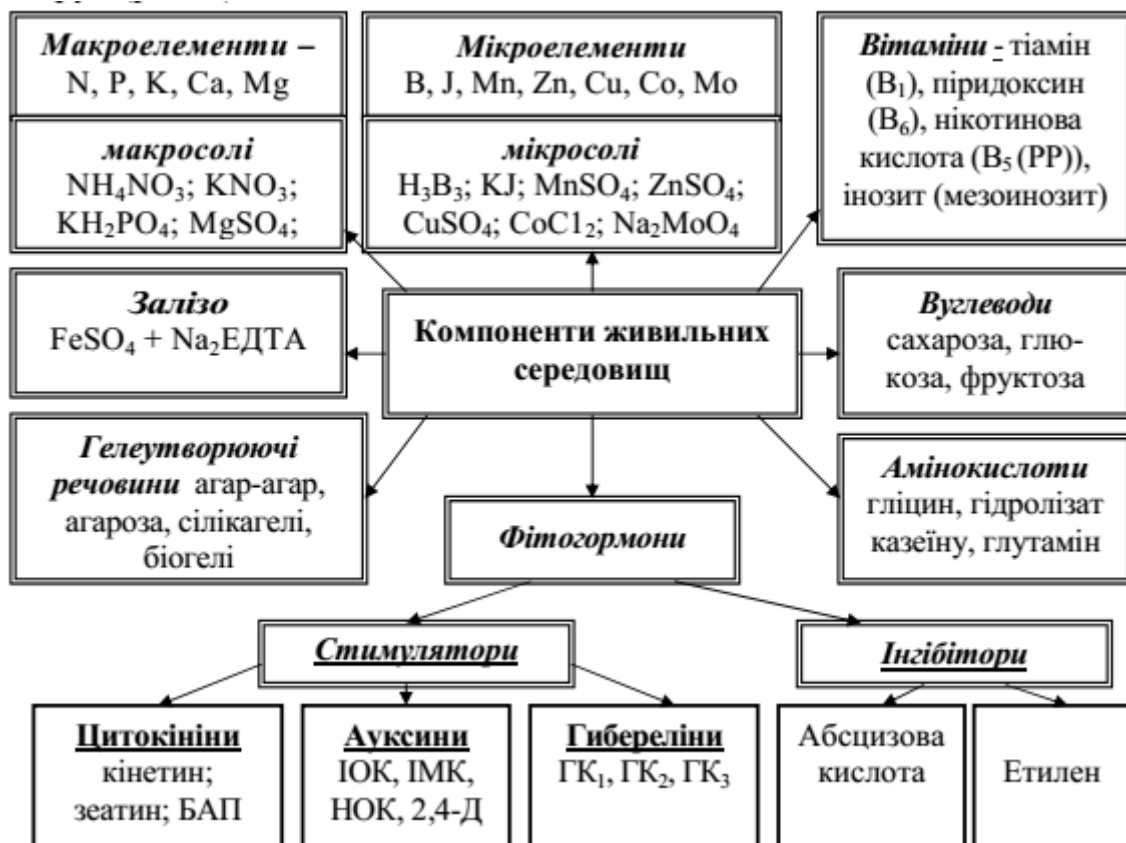 Макроелементи –
N, P, K, Ca, Mg
макросолі
NH₄NO₃; KNO₃;
KH₂PO₄; MgSO₄;
Мікроелементи
B, J, Mn, Zn, Cu, Co, Mo
мікросолі
H₃B₃; KJ; MnSO₄; ZnSO₄;
CuSO₄; CoC1₂; Na₂MoO₄
Вітаміни - тіамін
(B₁), піридоксин
(B₆), нікотинова
кислота (B₅ (PP)),
інозит (мезоинозит)
Залізо
FeSO₄ + Na₂ЕДТА
Компоненти живильних
середовищ
Вуглеводи
сахароза, глю-
коза, фруктоза
Гелеутворюючі
речовини агар-агар,
агароза, сілікагелі,
біогелі
Фітогормони
Амінокислоти
гліцин, гідролізат
казеїну, глутамін
Стимулятори
Інгібітори
Цитокініни
кінетин;
зеатин; БАП
Ауксини
ІОК, ІМК,
НОК, 2,4-Д
Гибереліни
ГК₁, ГК₂, ГК₃
Абсцизова
кислота
Етилен